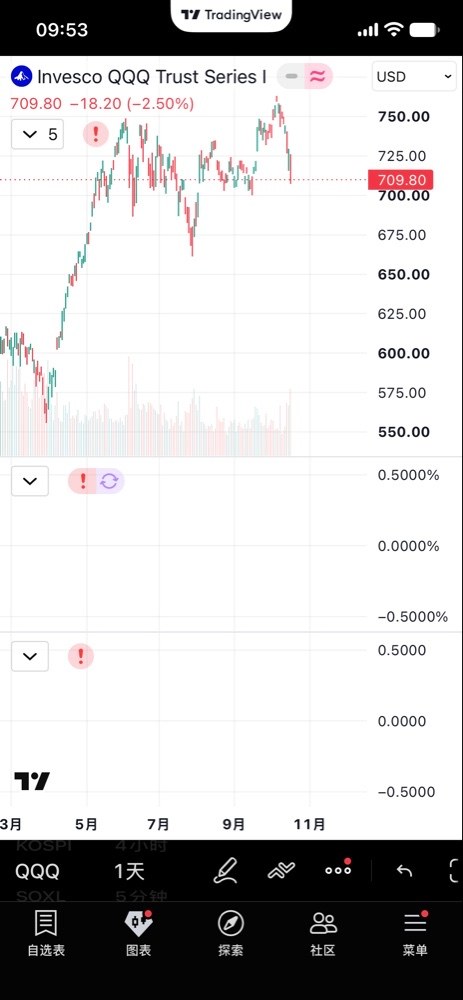 09:53
TradingView
Invesco QQQ Trust Series I
USD
709.80 −18.20 (−2.50%)
5
750.00
725.00
709.80
700.00
675.00
650.00
625.00
600.00
575.00
550.00
0.5000%
0.0000%
−0.5000%
0.5000
0.0000
−0.5000
3月 5月 7月 9月 11月
KOSPI 4小时
QQQ 1天
SOXL 5分钟
自选表 图表 探索 社区 菜单